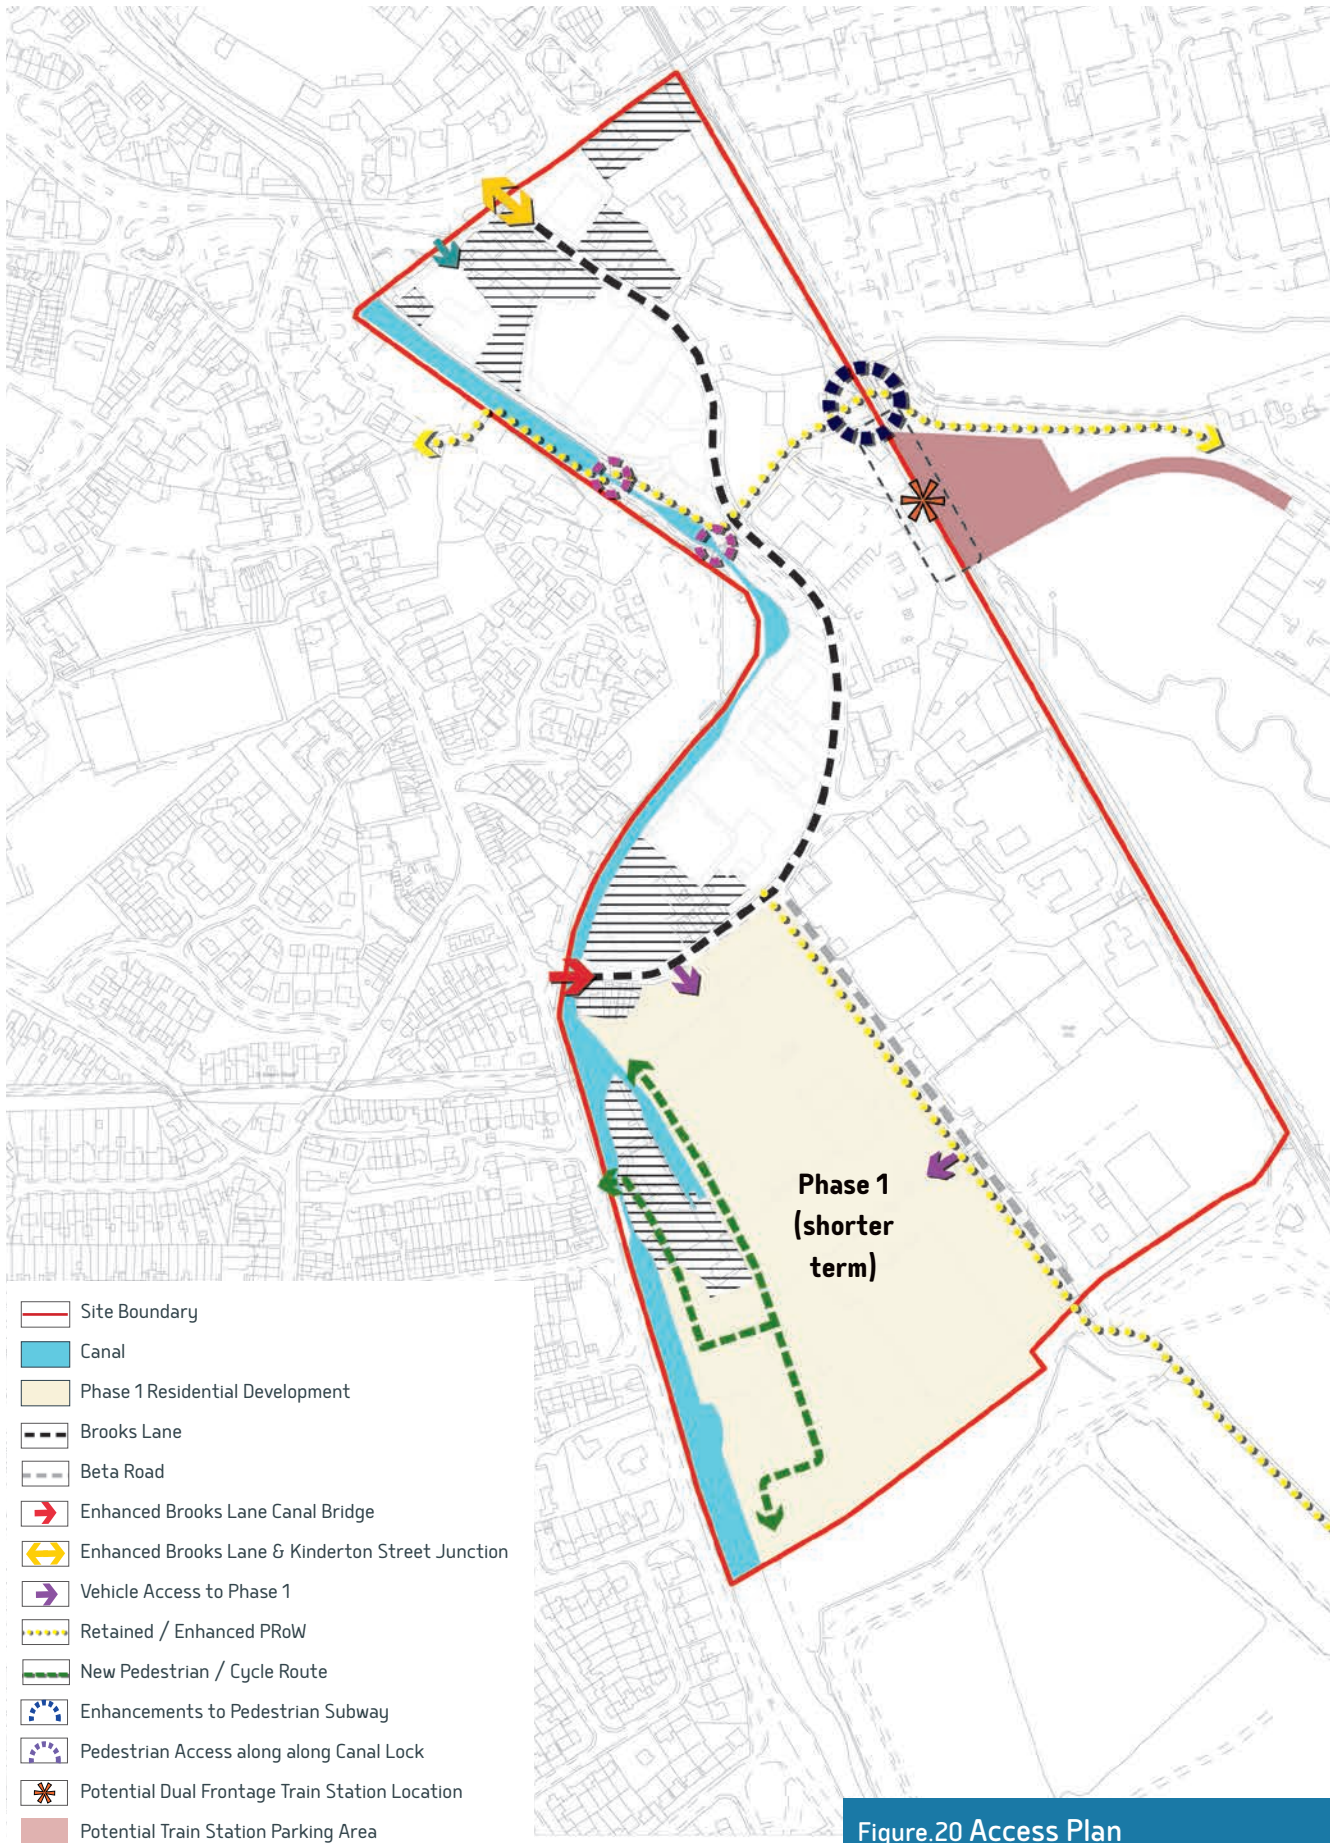 Phase 1
(shorter
term)
Site Boundary
Canal
Phase 1 Residential Development
Brooks Lane
Beta Road
Enhanced Brooks Lane Canal Bridge
Enhanced Brooks Lane & Kinderton Street Junction
Vehicle Access to Phase 1
Retained / Enhanced PRoW
New Pedestrian / Cycle Route
Enhancements to Pedestrian Subway
Pedestrian Access along along Canal Lock
Potential Dual Frontage Train Station Location
Potential Train Station Parking Area
Figure.20 Access Plan